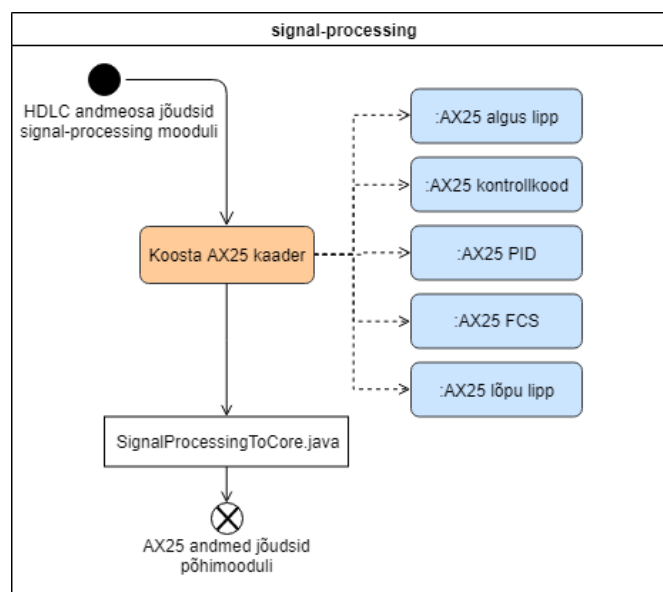 signal-processing
HDLC andmeosa jõudsid
signal-processing mooduli
:AX25 algus lipp
:AX25 kontrollkood
Koosta AX25 kaader
:AX25 PID
:AX25 FCS
:AX25 lõpu lipp
SignalProcessingToCore.java
AX25 andmed jõudsid
põhimooduli